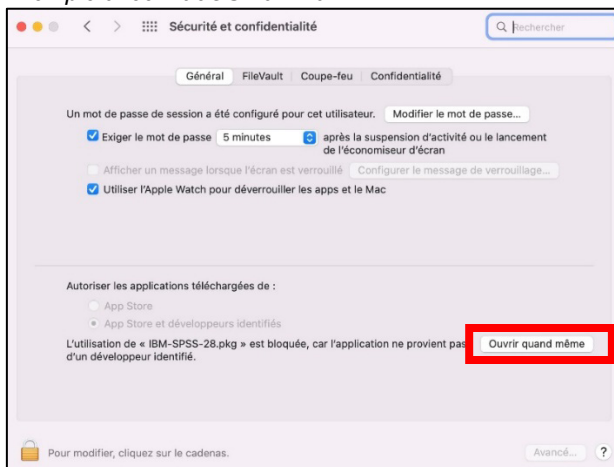 Sécurité et confidentialité
Rechercher
Général FileVault Coupe-feu Confidentialité
Un mot de passe de session a été configuré pour cet utilisateur. Modifier le mot de passe...
Exiger le mot de passe 5 minutes après la suspension d'activité ou le lancement
de l'économiseur d'écran
Afficher un message lorsque l'écran est verrouillé Configurer le message de verrouillage...
Utiliser l'Apple Watch pour déverrouiller les apps et le Mac
Autoriser les applications téléchargées de :
App Store
App Store et développeurs identifiés
L'utilisation de « IBM-SPSS-28.pkg » est bloquée, car l'application ne provient pas Ouvrir quand même
d'un développeur identifié.
Pour modifier, cliquez sur le cadenas. Avancé... ?